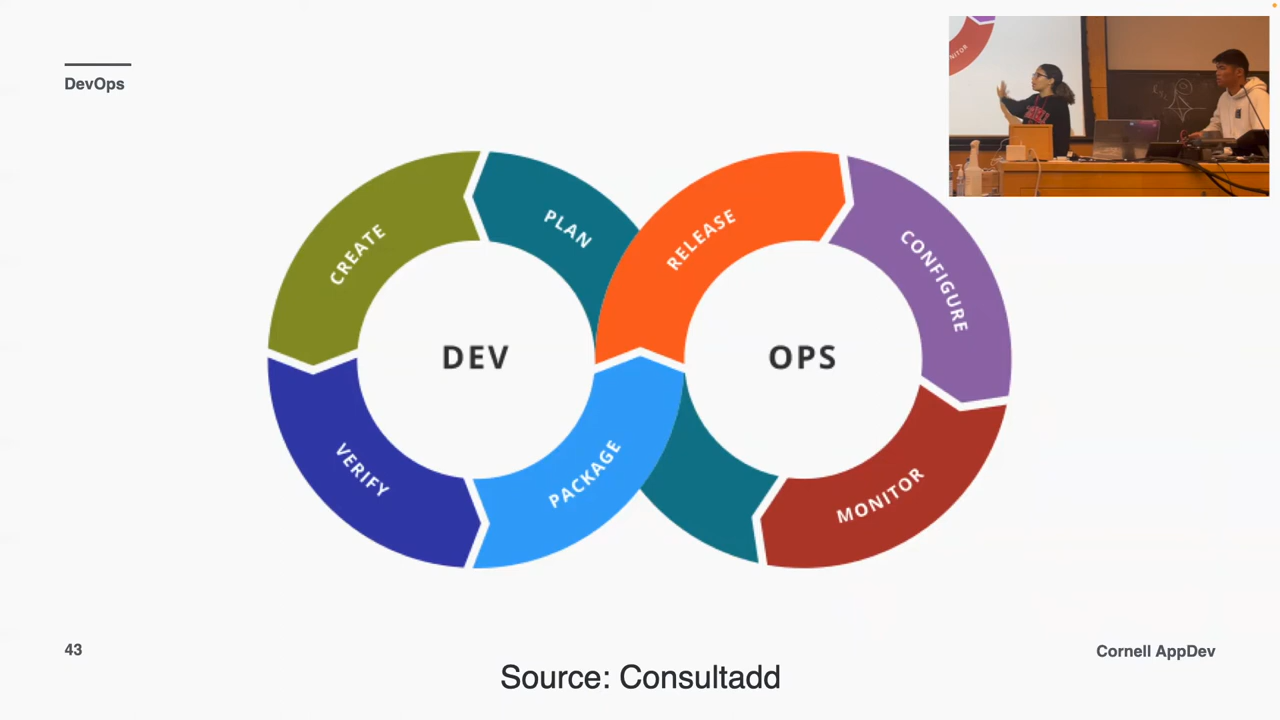 DevOps
CREATE
PLAN
RELEASE
CONFIGURE
DEV
OPS
VERIFY
PACKAGE
MONITOR
43
Cornell AppDev
Source: Consultadd